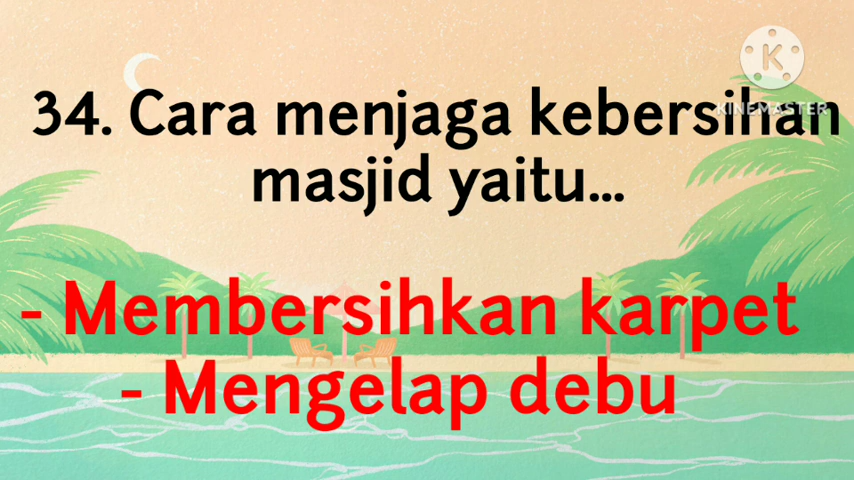 KINEMASTER
34. Cara menjaga kebersihan
masjid yaitu...
- Membersihkan karpet
- Mengelap debu